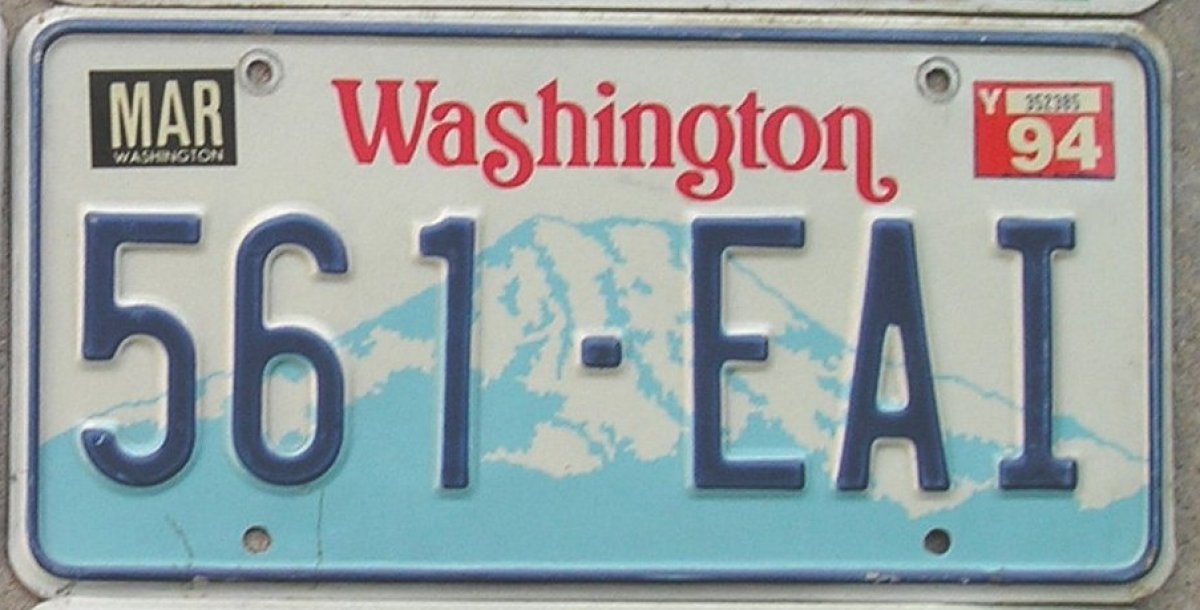 MAR
WASHINGTON
Washington
Y 352385
94
561-EAI